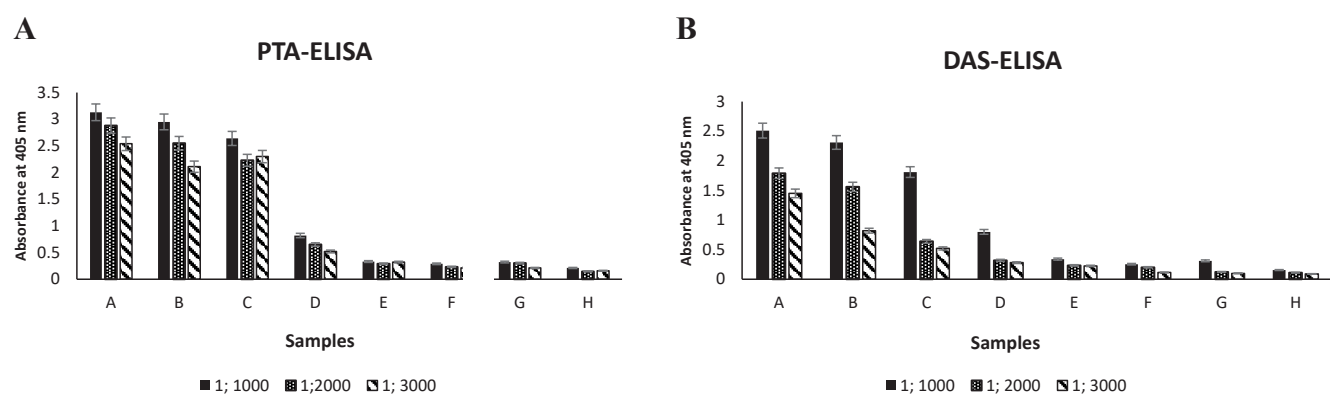 A
PTA-ELISA
Absorbance at 405 nm
3.5
3
2.5
2
1.5
1
0.5
0
A B C D E F G H
Samples
1; 1000 1;2000 1; 3000
B
DAS-ELISA
Absorbance at 405 nm
3
2.5
2
1.5
1
0.5
0
A B C D E F G H
Samples
1; 1000 1; 2000 1; 3000